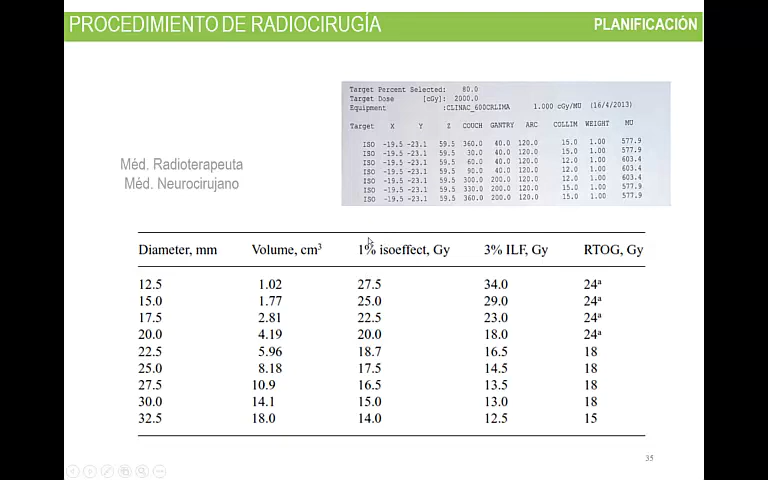 PROCEDIMIENTO DE RADIOCIRUGÍA
PLANIFICACIÓN
Target Percent Selected: 80.0
Target Dose [cGy]: 2000.0
Equipment :CLINAC_600CRLIMA 1.000 cGy/MU (16/4/2013)
Target X Y Z COUCH GANTRY ARC COLLIM WEIGHT MU
ISO -19.5 -23.1 59.5 360.0 40.0 120.0 15.0 1.00 577.9
ISO -19.5 -23.1 59.5 30.0 40.0 120.0 15.0 1.00 577.9
ISO -19.5 -23.1 59.5 60.0 40.0 120.0 12.0 1.00 603.4
ISO -19.5 -23.1 59.5 90.0 40.0 120.0 12.0 1.00 603.4
ISO -19.5 -23.1 59.5 300.0 200.0 120.0 12.0 1.00 603.4
ISO -19.5 -23.1 59.5 330.0 200.0 120.0 15.0 1.00 577.9
ISO -19.5 -23.1 59.5 360.0 200.0 120.0 15.0 1.00 577.9
Méd. Radioterapeuta
Méd. Neurocirujano
Diameter, mm Volume, cm³ 1% isoeffect, Gy 3% ILF, Gy RTOG, Gy
12.5 1.02 27.5 34.0 24ᵃ
15.0 1.77 25.0 29.0 24ᵃ
17.5 2.81 22.5 23.0 24ᵃ
20.0 4.19 20.0 18.0 24ᵃ
22.5 5.96 18.7 16.5 18
25.0 8.18 17.5 14.5 18
27.5 10.9 16.5 13.5 18
30.0 14.1 15.0 13.0 18
32.5 18.0 14.0 12.5 15
35